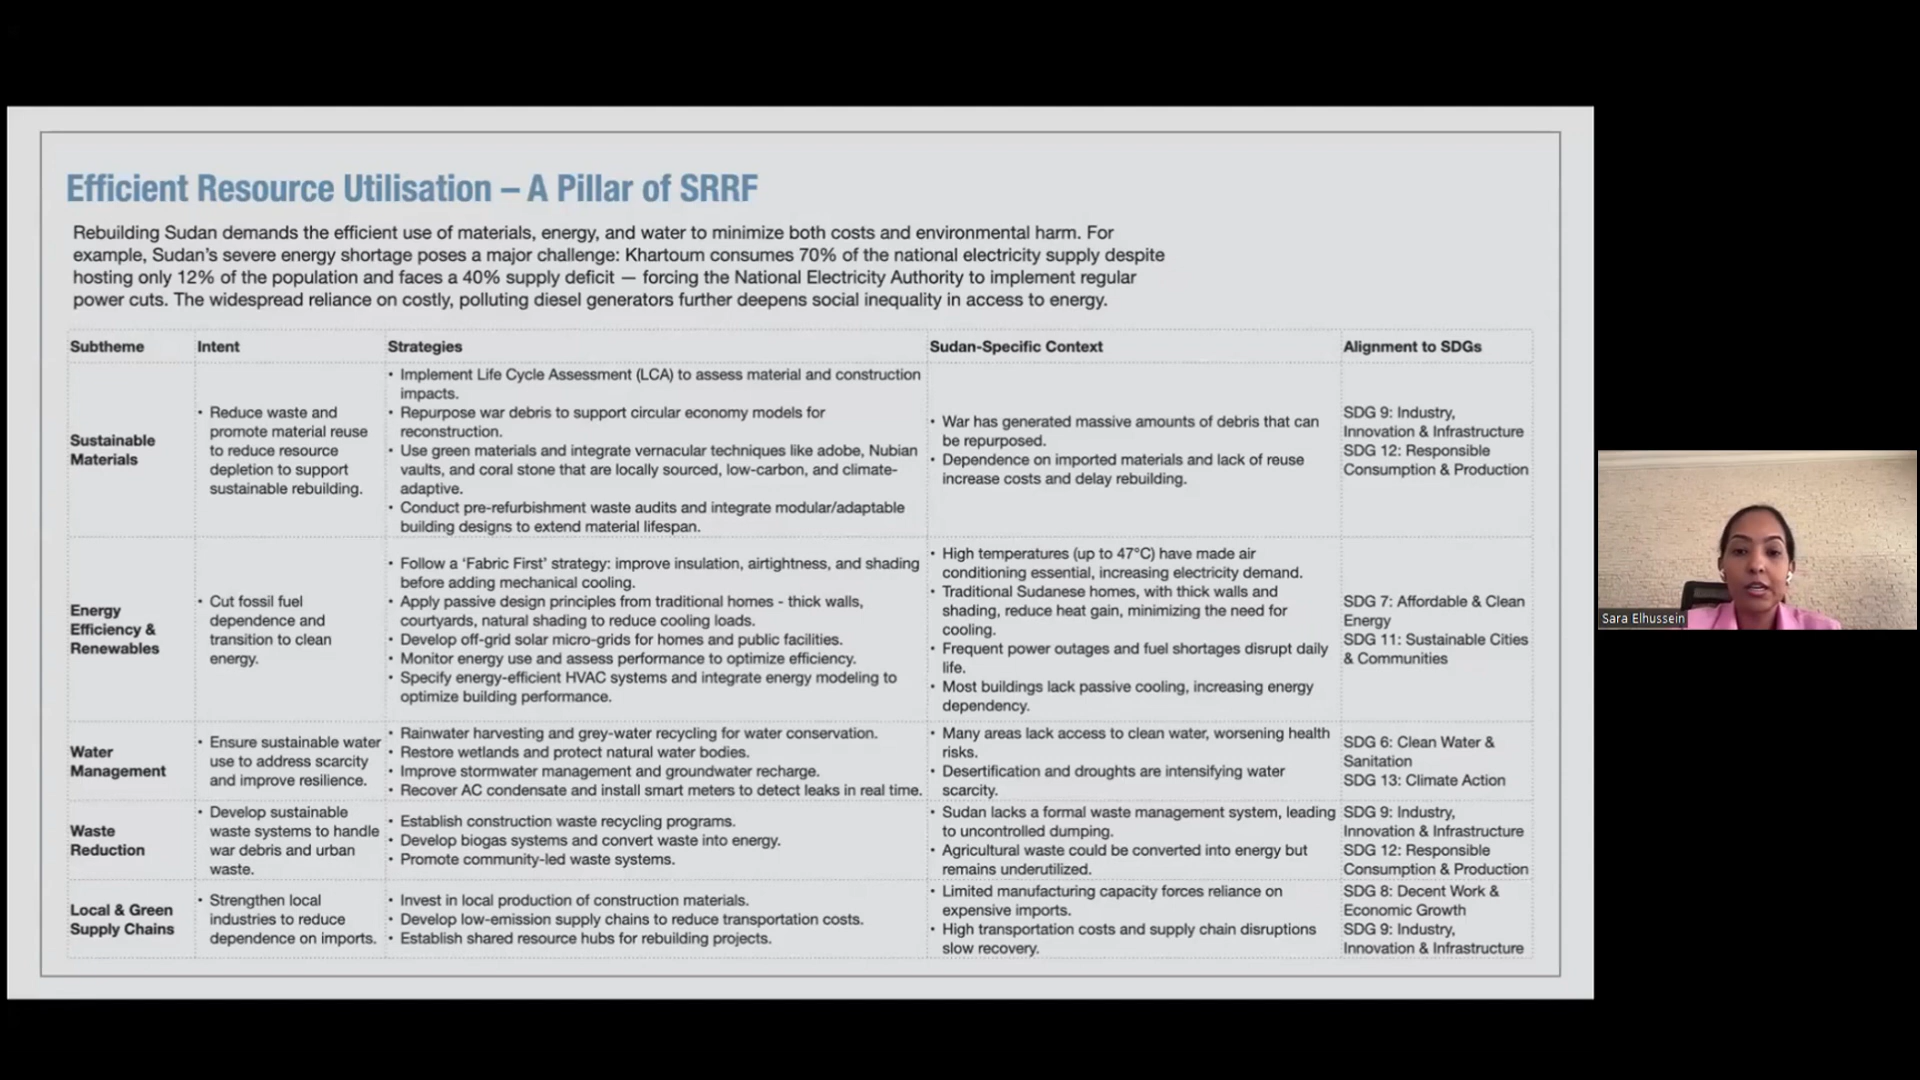 Efficient Resource Utilisation – A Pillar of SRRF
Rebuilding Sudan demands the efficient use of materials, energy, and water to minimize both costs and environmental harm. For
example, Sudan's severe energy shortage poses a major challenge: Khartoum consumes 70% of the national electricity supply despite
hosting only 12% of the population and faces a 40% supply deficit — forcing the National Electricity Authority to implement regular
power cuts. The widespread reliance on costly, polluting diesel generators further deepens social inequality in access to energy.
Subtheme
Intent
Strategies
Sudan-Specific Context
Alignment to SDGs
Sustainable
Materials
• Reduce waste and
promote material reuse
to reduce resource
depletion to support
sustainable rebuilding.
• Implement Life Cycle Assessment (LCA) to assess material and construction
impacts.
• Repurpose war debris to support circular economy models for
reconstruction.
• Use green materials and integrate vernacular techniques like adobe, Nubian
vaults, and coral stone that are locally sourced, low-carbon, and climate-
adaptive.
• Conduct pre-refurbishment waste audits and integrate modular/adaptable
building designs to extend material lifespan.
• War has generated massive amounts of debris that can
be repurposed.
• Dependence on imported materials and lack of reuse
increase costs and delay rebuilding.
SDG 9: Industry,
Innovation & Infrastructure
SDG 12: Responsible
Consumption & Production
Energy
Efficiency &
Renewables
• Cut fossil fuel
dependence and
transition to clean
energy.
• Follow a 'Fabric First' strategy: improve insulation, airtightness, and shading
before adding mechanical cooling.
• Apply passive design principles from traditional homes - thick walls,
courtyards, natural shading to reduce cooling loads.
• Develop off-grid solar micro-grids for homes and public facilities.
• Monitor energy use and assess performance to optimize efficiency.
• Specify energy-efficient HVAC systems and integrate energy modeling to
optimize building performance.
• High temperatures (up to 47°C) have made air
conditioning essential, increasing electricity demand.
• Traditional Sudanese homes, with thick walls and
shading, reduce heat gain, minimizing the need for
cooling.
• Frequent power outages and fuel shortages disrupt daily
life.
• Most buildings lack passive cooling, increasing energy
dependency.
SDG 7: Affordable & Clean
Energy
SDG 11: Sustainable Cities
& Communities
Water
Management
• Ensure sustainable water
use to address scarcity
and improve resilience.
• Rainwater harvesting and grey-water recycling for water conservation.
• Restore wetlands and protect natural water bodies.
• Improve stormwater management and groundwater recharge.
• Recover AC condensate and install smart meters to detect leaks in real time.
• Many areas lack access to clean water, worsening health
risks.
• Desertification and droughts are intensifying water
scarcity.
SDG 6: Clean Water &
Sanitation
SDG 13: Climate Action
Waste
Reduction
• Develop sustainable
waste systems to handle
war debris and urban
waste.
• Establish construction waste recycling programs.
• Develop biogas systems and convert waste into energy.
• Promote community-led waste systems.
• Sudan lacks a formal waste management system, leading
to uncontrolled dumping.
• Agricultural waste could be converted into energy but
remains underutilized.
SDG 9: Industry,
Innovation & Infrastructure
SDG 12: Responsible
Consumption & Production
Local & Green
Supply Chains
• Strengthen local
industries to reduce
dependence on imports.
• Invest in local production of construction materials.
• Develop low-emission supply chains to reduce transportation costs.
• Establish shared resource hubs for rebuilding projects.
• Limited manufacturing capacity forces reliance on
expensive imports.
• High transportation costs and supply chain disruptions
slow recovery.
SDG 8: Decent Work &
Economic Growth
SDG 9: Industry,
Innovation & Infrastructure
Sara Elhussein